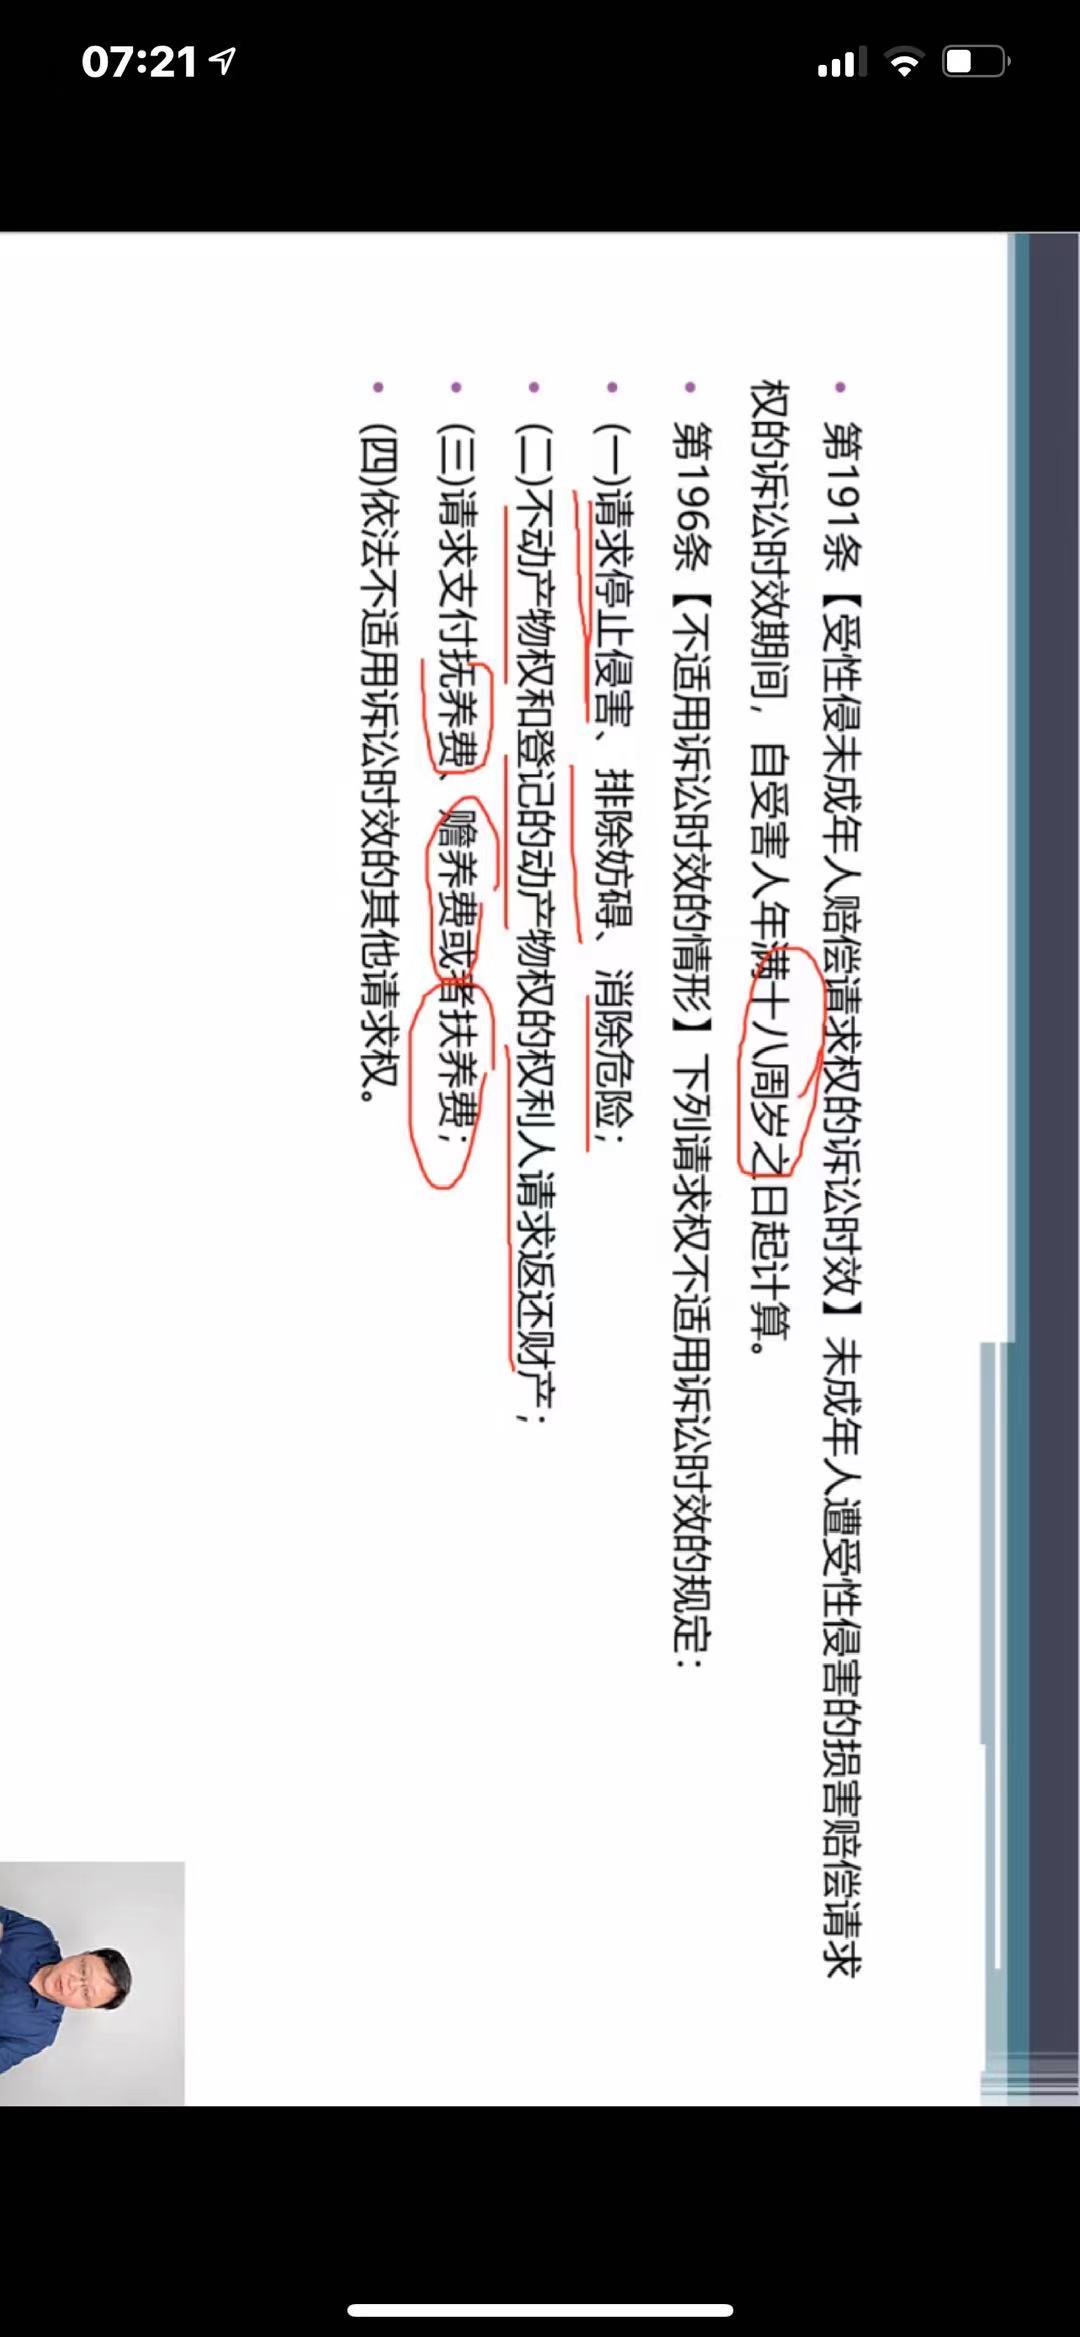 07:21
第191条【受性侵未成年人赔偿请求权的诉讼时效】未成年人遭受性侵害的损害赔偿请求
权的诉讼时效期间，自受害人年满十八周岁之日起计算。
第196条【不适用诉讼时效的情形】下列请求权不适用诉讼时效的规定：
(一)请求停止侵害、排除妨碍、消除危险；
(二)不动产物权和登记的动产物权的权利人请求返还财产；
(三)请求支付抚养费、赡养费或者扶养费；
(四)依法不适用诉讼时效的其他请求权。